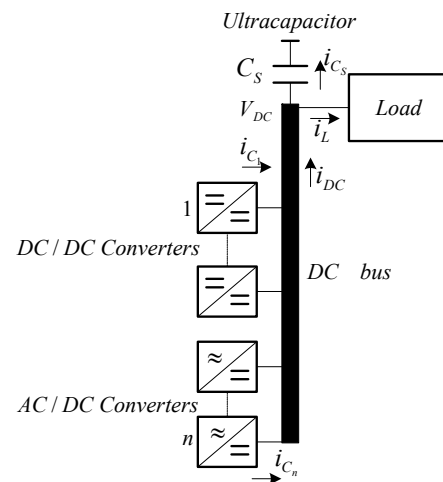 Ultracapacitor
C_S
i_{C_S}
V_{DC}
Load
i_L
i_{C_1}
i_{DC}
1
DC / DC Converters
DC bus
≈
AC / DC Converters
≈
n
i_{C_n}